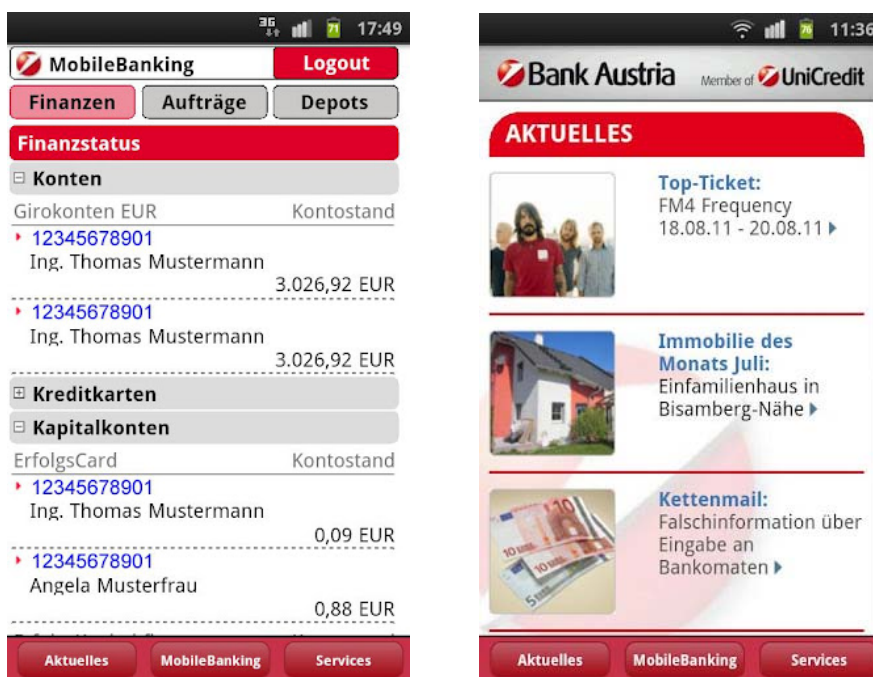 3G 71 17:49
MobileBanking Logout
Finanzen Aufträge Depots
Finanzstatus
Konten
Girokonten EUR Kontostand
12345678901
Ing. Thomas Mustermann
3.026,92 EUR
12345678901
Ing. Thomas Mustermann
3.026,92 EUR
Kreditkarten
Kapitalkonten
ErfolgsCard Kontostand
12345678901
Ing. Thomas Mustermann
0,09 EUR
12345678901
Angela Musterfrau
0,88 EUR
Aktuelles MobileBanking Services
76 11:36
Bank Austria Member of UniCredit
AKTUELLES
Top-Ticket:
FM4 Frequency
18.08.11 - 20.08.11
Immobilie des
Monats Juli:
Einfamilienhaus in
Bisamberg-Nähe
Kettenmail:
Falschinformation über
Eingabe an
Bankomaten
Aktuelles MobileBanking Services